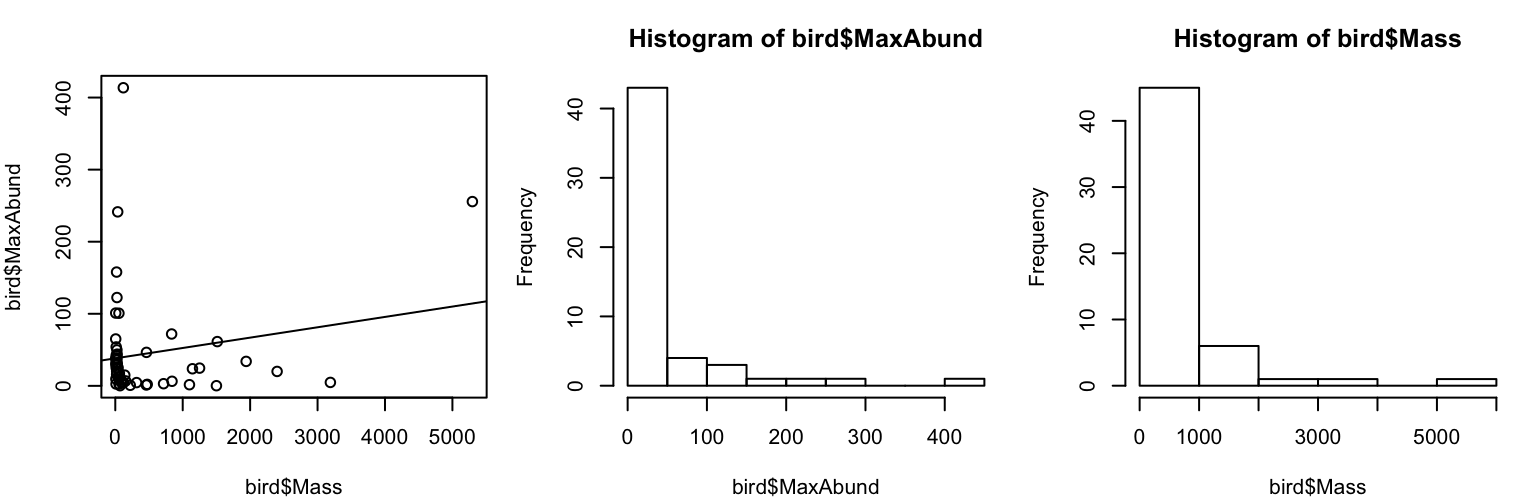 bird$MaxAbund
0 100 200 300 400
0 1000 2000 3000 4000 5000
bird$Mass
Histogram of bird$MaxAbund
Frequency
0 10 20 30 40
0 100 200 300 400
bird$MaxAbund
Histogram of bird$Mass
Frequency
0 10 20 30 40
0 1000 3000 5000
bird$Mass